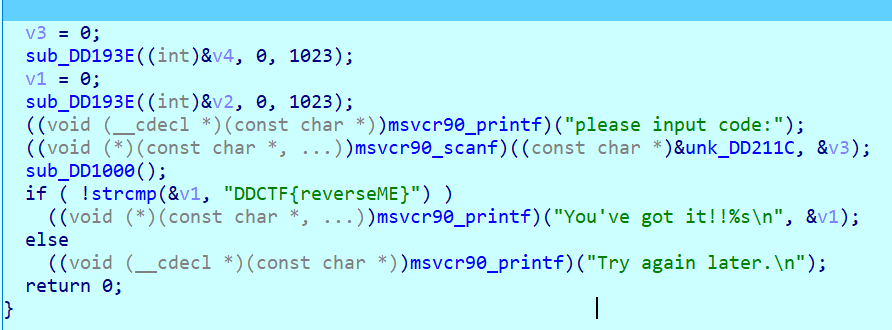 v3 = 0;
sub_DD193E((int)&v4, 0, 1023);
v1 = 0;
sub_DD193E((int)&v2, 0, 1023);
((void (__cdecl *)(const char *))msvcr90_printf)("please input code:");
((void (*)(const char *, ...))msvcr90_scanf)((const char *)&unk_DD211C, &v3);
sub_DD1000();
if ( !strcmp(&v1, "DDCTF{reverseME}") )
((void (*)(const char *, ...))msvcr90_printf)("You've got it!!%s\n", &v1);
else
((void (__cdecl *)(const char *))msvcr90_printf)("Try again later.\n");
return 0;
}